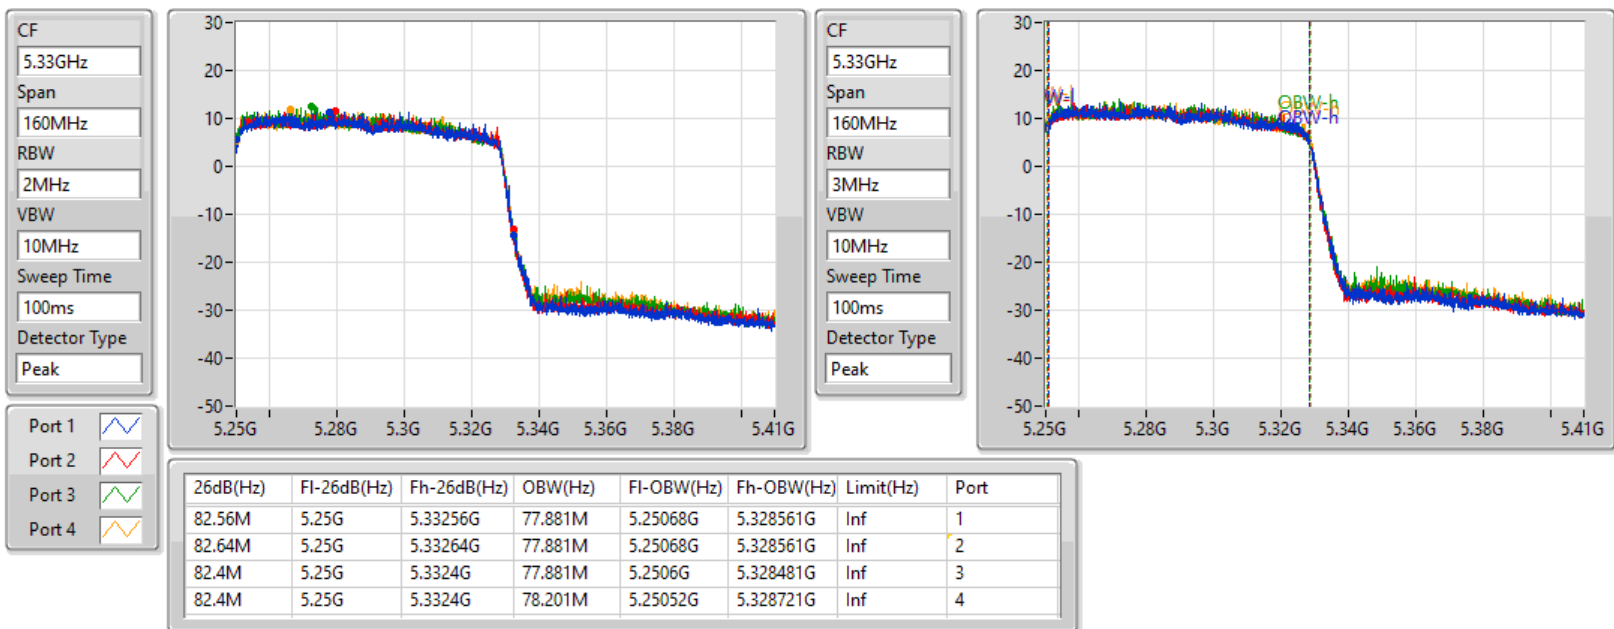 CF
5.33GHz
Span
160MHz
RBW
2MHz
VBW
10MHz
Sweep Time
100ms
Detector Type
Peak
Port 1
Port 2
Port 3
Port 4
30
20
10
0
-10
-20
-30
-40
-50
5.25G 5.28G 5.3G 5.32G 5.34G 5.36G 5.38G 5.41G
CF
5.33GHz
Span
160MHz
RBW
3MHz
VBW
10MHz
Sweep Time
100ms
Detector Type
Peak
30
20
10
0
-10
-20
-30
-40
-50
W-l
OBW-h
OBW-h
5.25G 5.28G 5.3G 5.32G 5.34G 5.36G 5.38G 5.41G
26dB(Hz) Fl-26dB(Hz) Fh-26dB(Hz) OBW(Hz) Fl-OBW(Hz) Fh-OBW(Hz) Limit(Hz) Port
82.56M 5.25G 5.33256G 77.881M 5.25068G 5.328561G Inf 1
82.64M 5.25G 5.33264G 77.881M 5.25068G 5.328561G Inf 2
82.4M 5.25G 5.3324G 77.881M 5.2506G 5.328481G Inf 3
82.4M 5.25G 5.3324G 78.201M 5.25052G 5.328721G Inf 4